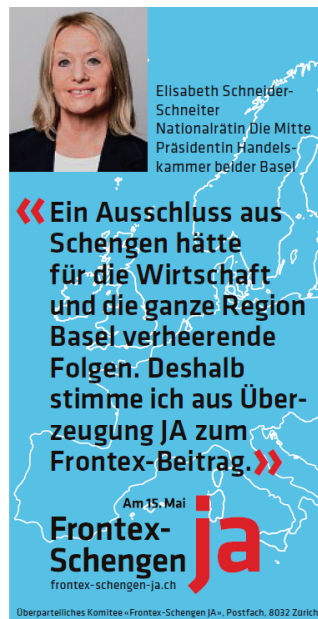 Elisabeth Schneider-
Schneiter
Nationalrätin Die Mitte
Präsidentin Handels-
kammer beider Basel
«Ein Ausschluss aus
Schengen hätte
für die Wirtschaft
und die ganze Region
Basel verheerende
Folgen. Deshalb
stimme ich aus Über-
zeugung JA zum
Frontex-Beitrag.»
Am 15. Mai
Frontex-
Schengen ja
frontex-schengen-ja.ch
Überparteiliches Komitee «Frontex-Schengen JA», Postfach, 8032 Zürich